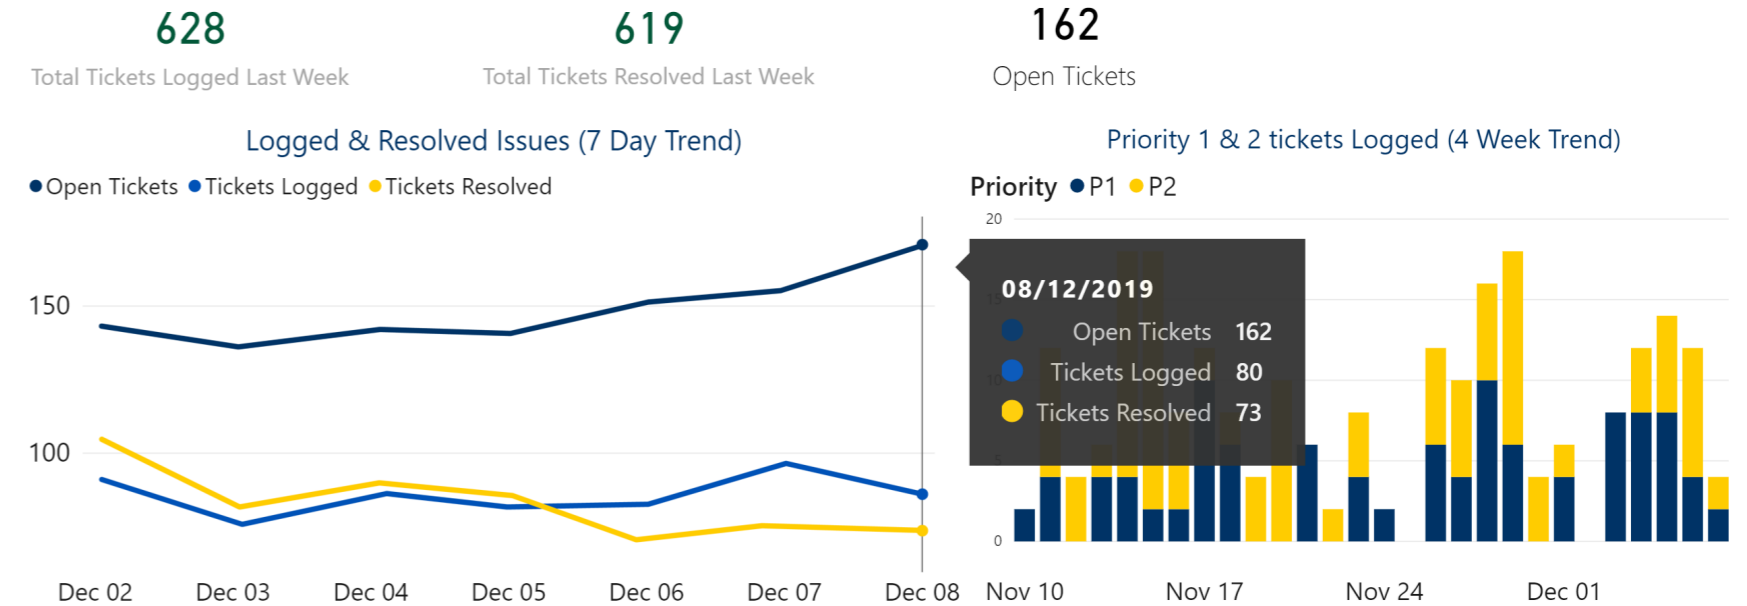 628
Total Tickets Logged Last Week
619
Total Tickets Resolved Last Week
162
Open Tickets
Logged & Resolved Issues (7 Day Trend)
Open Tickets Tickets Logged Tickets Resolved
150
100
Dec 02 Dec 03 Dec 04 Dec 05 Dec 06 Dec 07 Dec 08
Priority 1 & 2 tickets Logged (4 Week Trend)
Priority P1 P2
20
15
10
5
0
Nov 10 Nov 17 Nov 24 Dec 01
08/12/2019
Open Tickets 162
Tickets Logged 80
Tickets Resolved 73